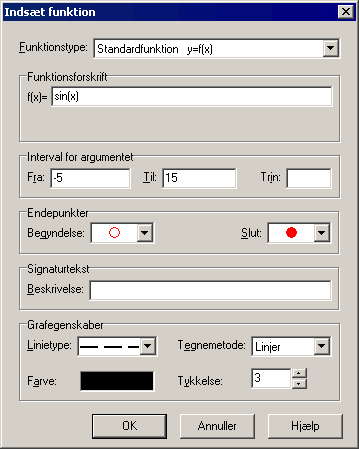 Indsæt funktion
Funktionstype: Standardfunktion y=f(x)
Funktionsforskrift
f(x)= sin(x)
Interval for argumentet
Fra: -5 Til: 15 Trin:
Endepunkter
Begyndelse: Slut:
Signaturtekst
Beskrivelse:
Grafegenskaber
Linietype: Tegnemetode: Linjer
Farve: Tykkelse: 3
OK Annuller Hjælp